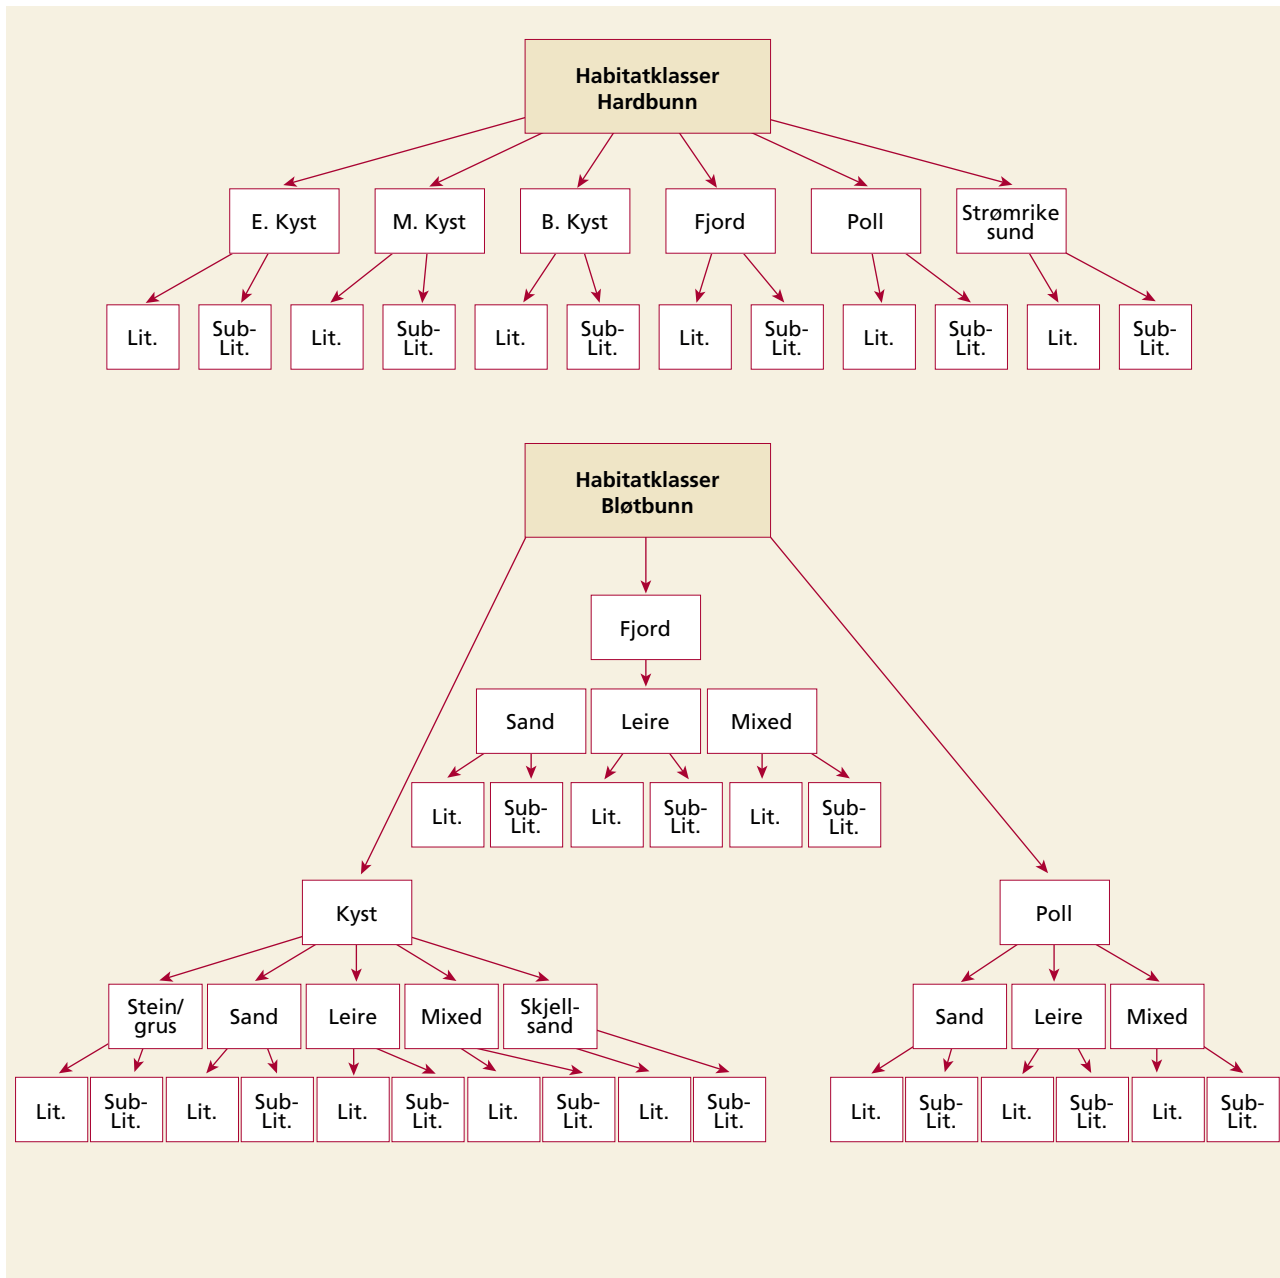 Habitatklasser
Hardbunn
E. Kyst
M. Kyst
B. Kyst
Fjord
Poll
Strømrike
sund
Lit.
Sub-
Lit.
Lit.
Sub-
Lit.
Lit.
Sub-
Lit.
Lit.
Sub-
Lit.
Lit.
Sub-
Lit.
Lit.
Sub-
Lit.
Habitatklasser
Bløtbunn
Fjord
Sand
Leire
Mixed
Lit.
Sub-
Lit.
Lit.
Sub-
Lit.
Lit.
Sub-
Lit.
Kyst
Stein/
grus
Sand
Leire
Mixed
Skjell-
sand
Lit.
Sub-
Lit.
Lit.
Sub-
Lit.
Lit.
Sub-
Lit.
Lit.
Sub-
Lit.
Lit.
Sub-
Lit.
Poll
Sand
Leire
Mixed
Lit.
Sub-
Lit.
Lit.
Sub-
Lit.
Lit.
Sub-
Lit.